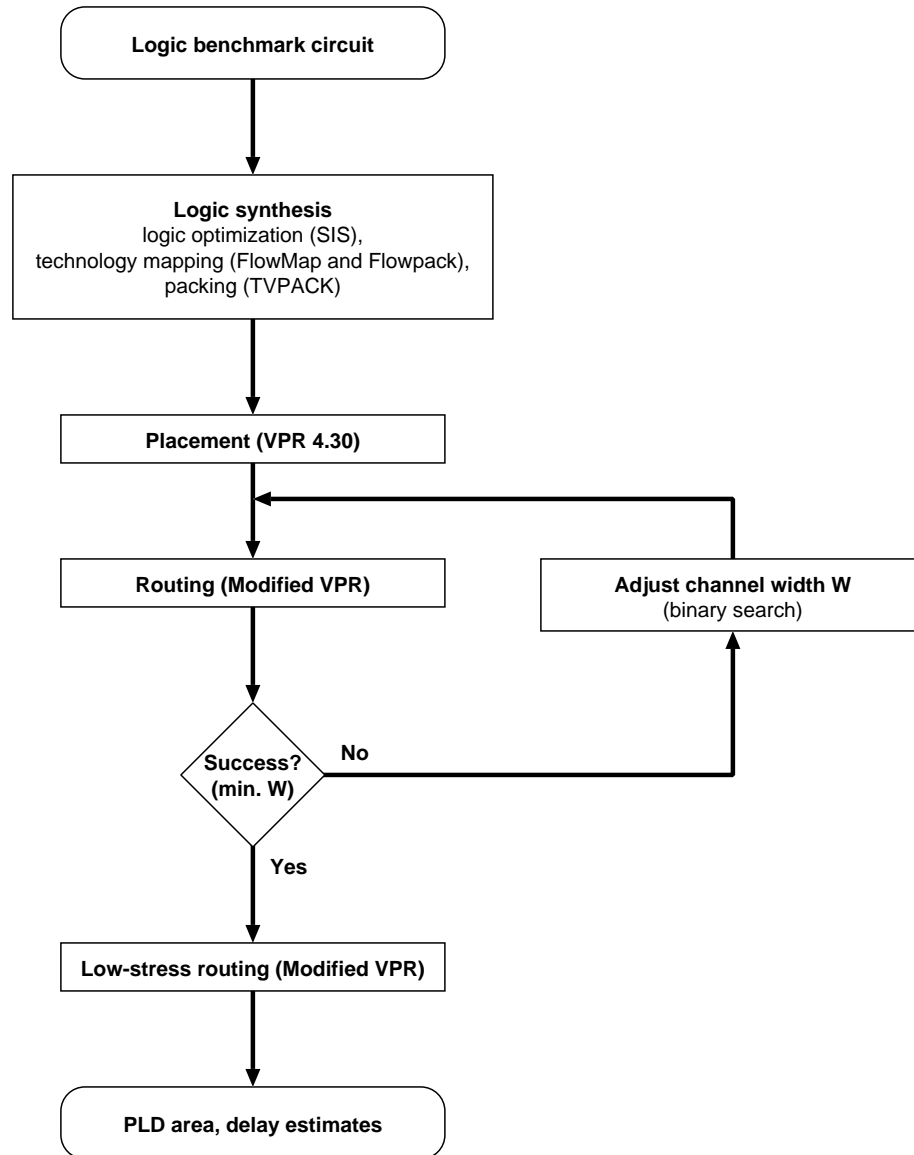 Logic benchmark circuit
Logic synthesis
logic optimization (SIS),
technology mapping (FlowMap and Flowpack),
packing (TVPACK)
Placement (VPR 4.30)
Routing (Modified VPR)
Adjust channel width W
(binary search)
Success?
(min. W)
No
Yes
Low-stress routing (Modified VPR)
PLD area, delay estimates